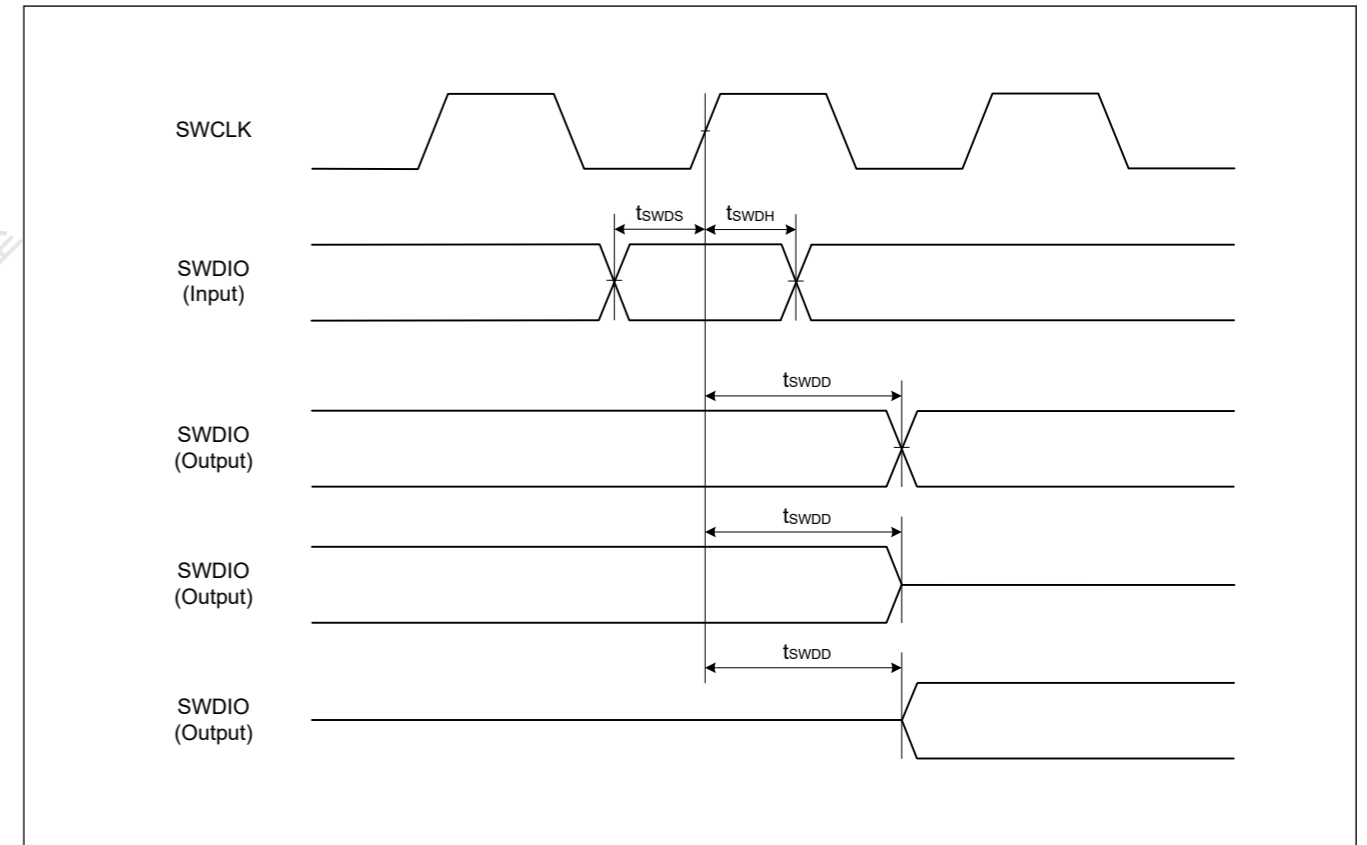 SWCLK
tSWDS
tSWDH
SWDIO
(Input)
tSWDD
SWDIO
(Output)
tSWDD
SWDIO
(Output)
tSWDD
SWDIO
(Output)